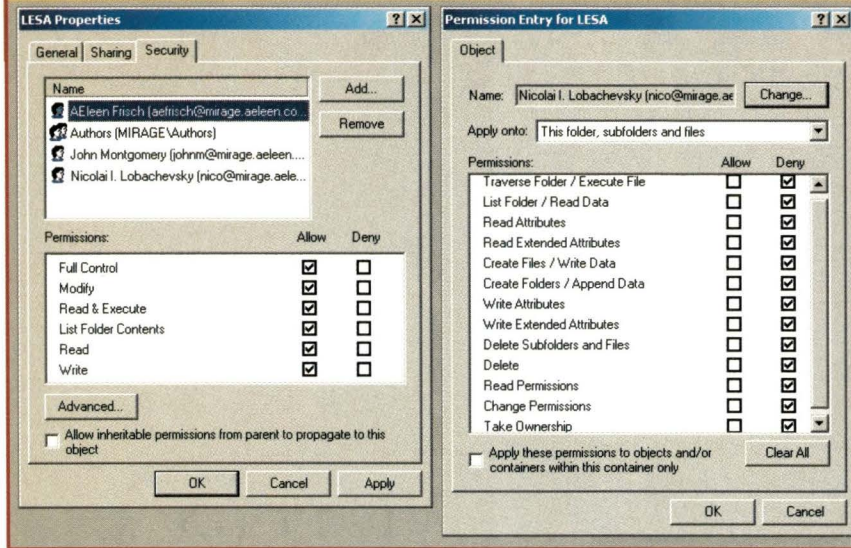 LESA Properties
General Sharing Security
Name
AEleen Frisch (aefrisch@mirage.aeleen.co...
Authors (MIRAGE\Authors)
John Montgomery (johnm@mirage.aeleen....
Nicolai I. Lobachevsky (nico@mirage.aele...
Add...
Remove
Permissions: Allow Deny
Full Control
Modify
Read & Execute
List Folder Contents
Read
Write
Advanced...
Allow inheritable permissions from parent to propagate to this
object
OK Cancel Apply
Permission Entry for LESA
Object
Name: Nicolai I. Lobachevsky (nico@mirage.ae Change...
Apply onto: This folder, subfolders and files
Permissions: Allow Deny
Traverse Folder / Execute File
List Folder / Read Data
Read Attributes
Read Extended Attributes
Create Files / Write Data
Create Folders / Append Data
Write Attributes
Write Extended Attributes
Delete Subfolders and Files
Delete
Read Permissions
Change Permissions
Take Ownership
Apply these permissions to objects and/or
containers within this container only
Clear All
OK Cancel